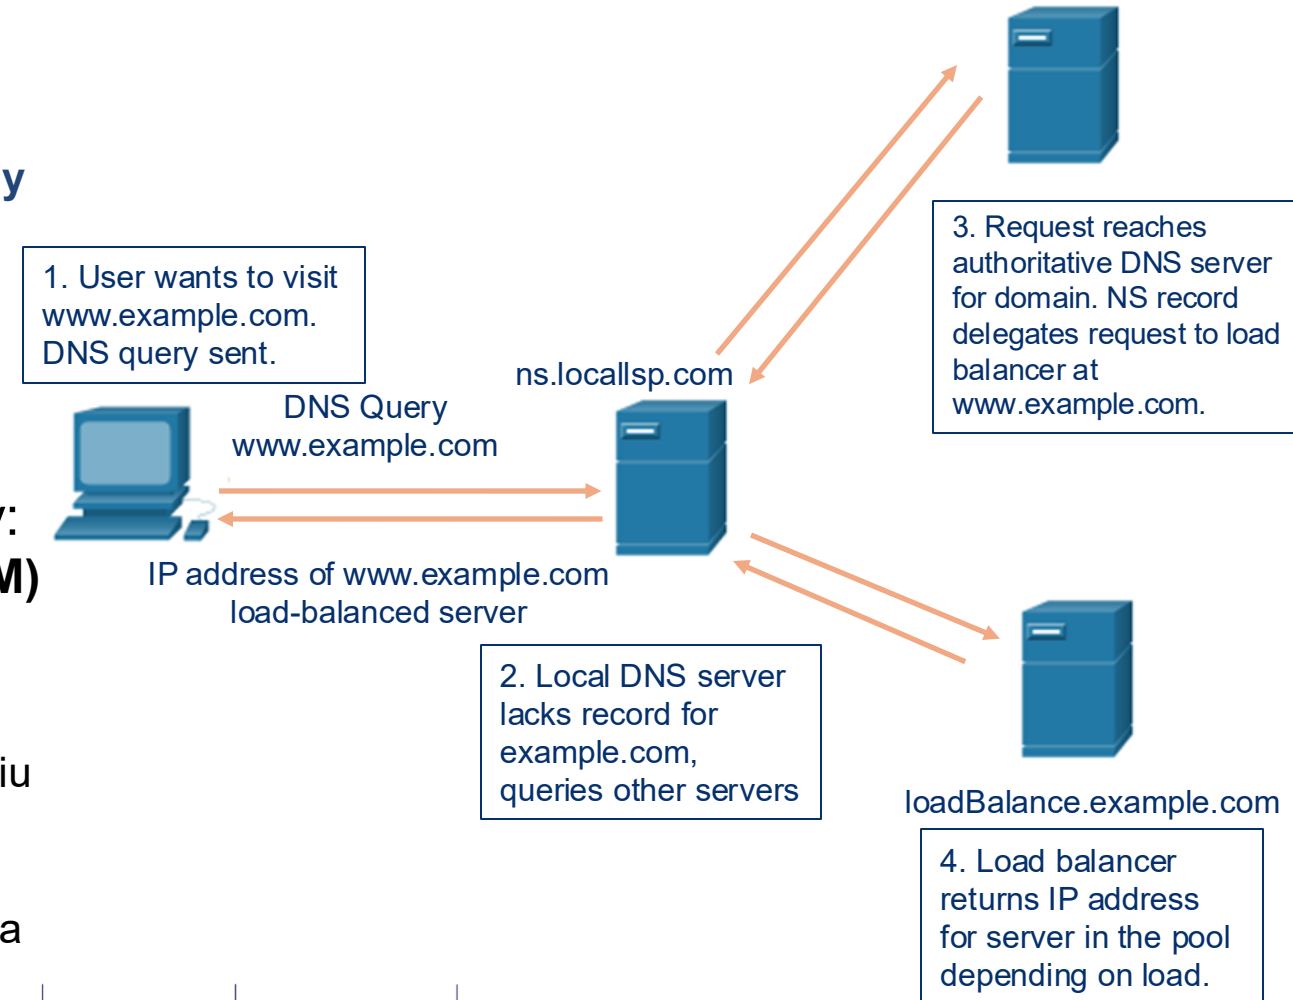 y
1. User wants to visit
www.example.com.
DNS query sent.
DNS Query
www.example.com
IP address of www.example.com
load-balanced server
ns.locallsp.com
2. Local DNS server
lacks record for
example.com,
queries other servers
3. Request reaches
authoritative DNS server
for domain. NS record
delegates request to load
balancer at
www.example.com.
loadBalance.example.com
4. Load balancer
returns IP address
for server in the pool
depending on load.
M)
iu
a